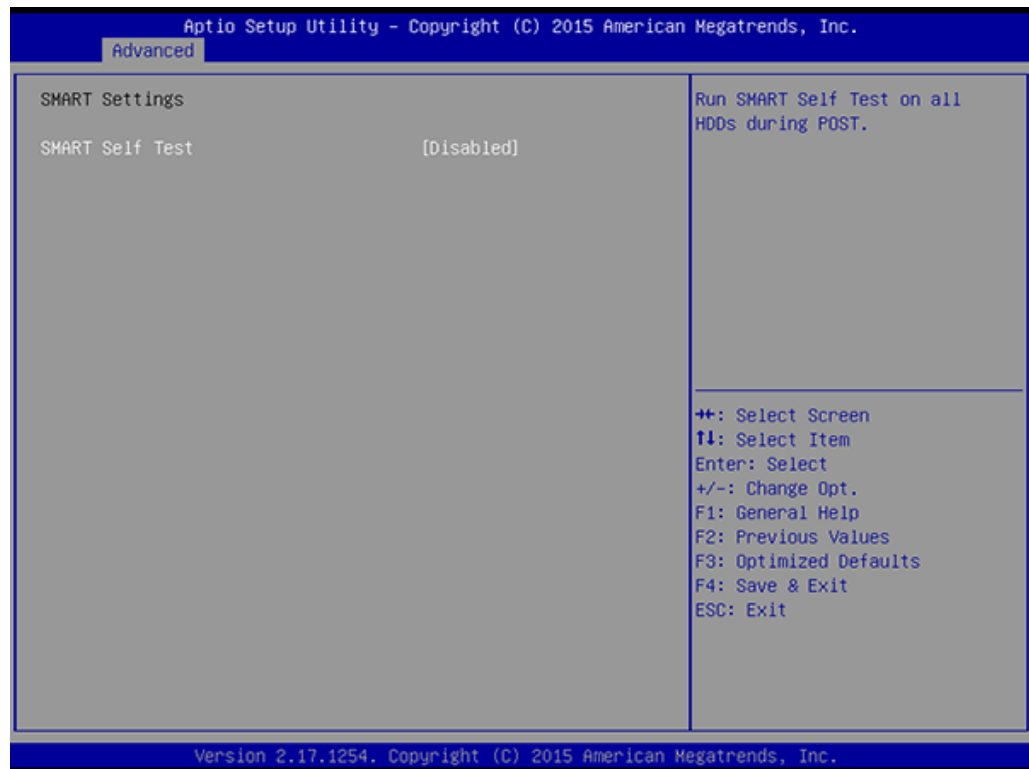 Aptio Setup Utility – Copyright (C) 2015 American Megatrends, Inc.
Advanced
SMART Settings
SMART Self Test [Disabled]
Run SMART Self Test on all
HDDs during POST.
→←: Select Screen
↑↓: Select Item
Enter: Select
+/-: Change Opt.
F1: General Help
F2: Previous Values
F3: Optimized Defaults
F4: Save & Exit
ESC: Exit
Version 2.17.1254. Copyright (C) 2015 American Megatrends, Inc.